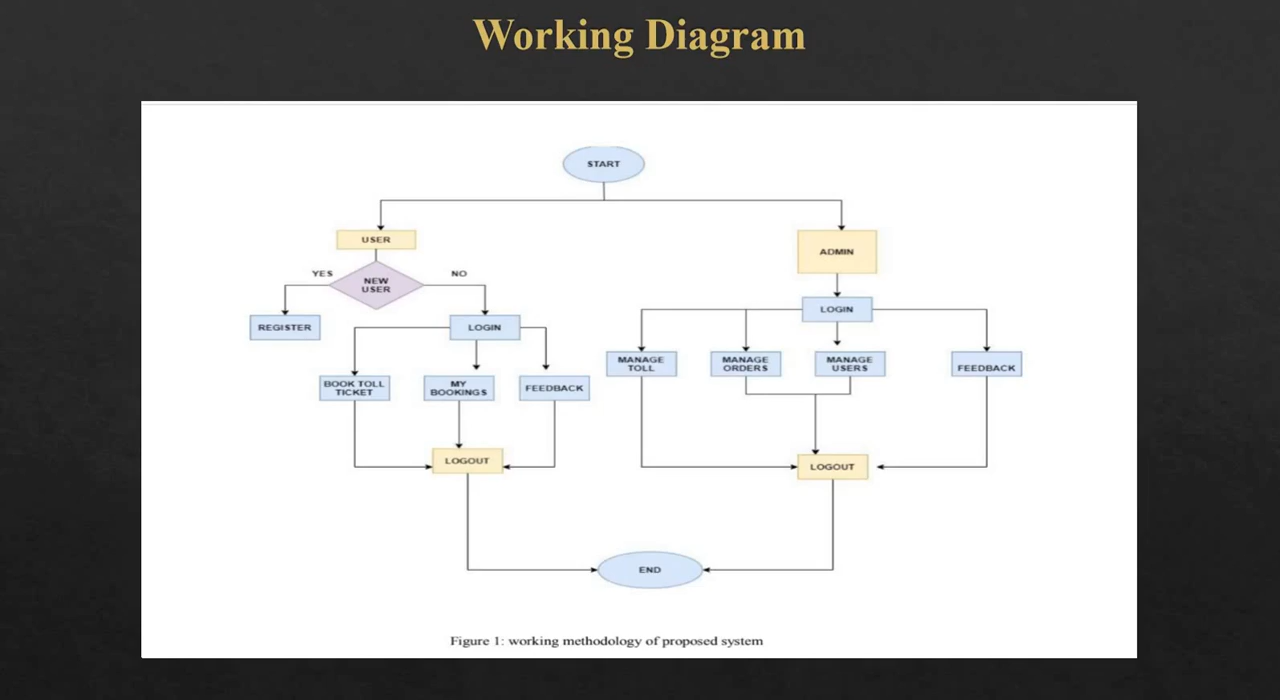 Working Diagram
START
USER
ADMIN
YES
NO
NEW
USER
LOGIN
REGISTER
LOGIN
MANAGE
TOLL
MANAGE
ORDERS
MANAGE
USERS
FEEDBACK
BOOK TOLL
TICKET
MY
BOOKINGS
FEEDBACK
LOGOUT
LOGOUT
END
Figure 1: working methodology of proposed system